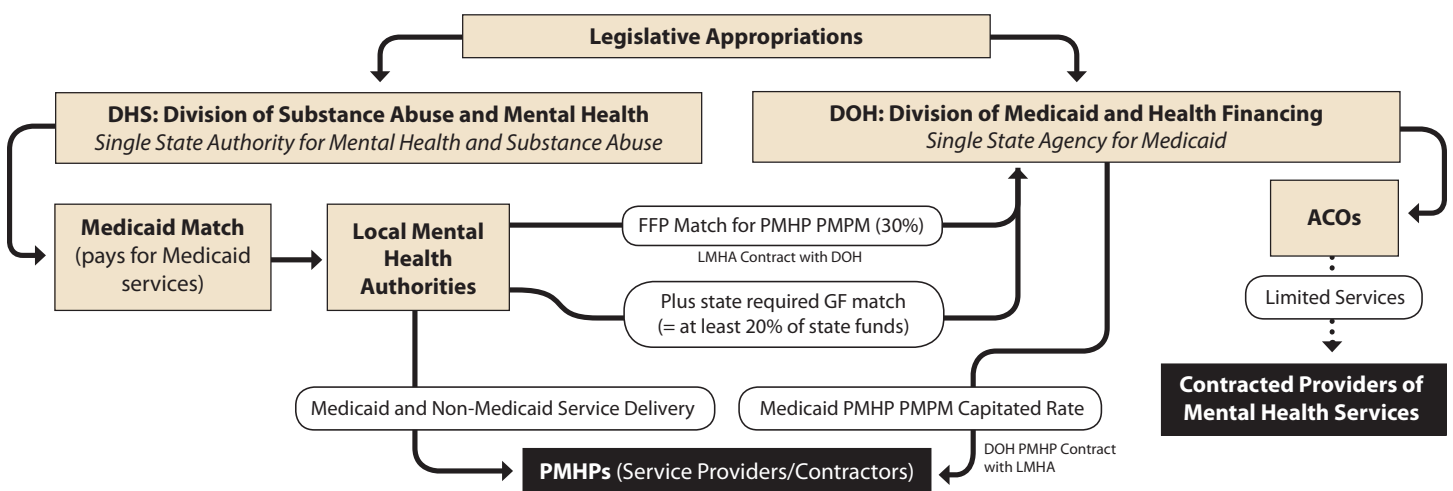 Legislative Appropriations
DHS: Division of Substance Abuse and Mental Health
Single State Authority for Mental Health and Substance Abuse
DOH: Division of Medicaid and Health Financing
Single State Agency for Medicaid
Medicaid Match
(pays for Medicaid
services)
Local Mental
Health
Authorities
FFP Match for PMHP PMPM (30%)
LMHA Contract with DOH
Plus state required GF match
(= at least 20% of state funds)
ACOs
Limited Services
Contracted Providers of
Mental Health Services
Medicaid and Non-Medicaid Service Delivery
Medicaid PMHP PMPM Capitated Rate
DOH PMHP Contract
with LMHA
PMHPs (Service Providers/Contractors)